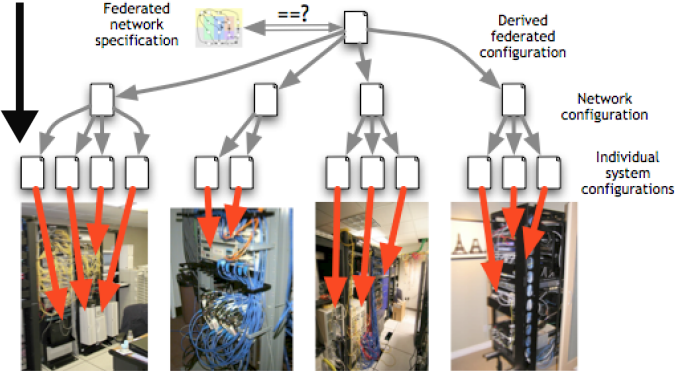 Federated
network
specification
==?
Derived
federated
configuration
Network
configuration
Individual
system
configurations